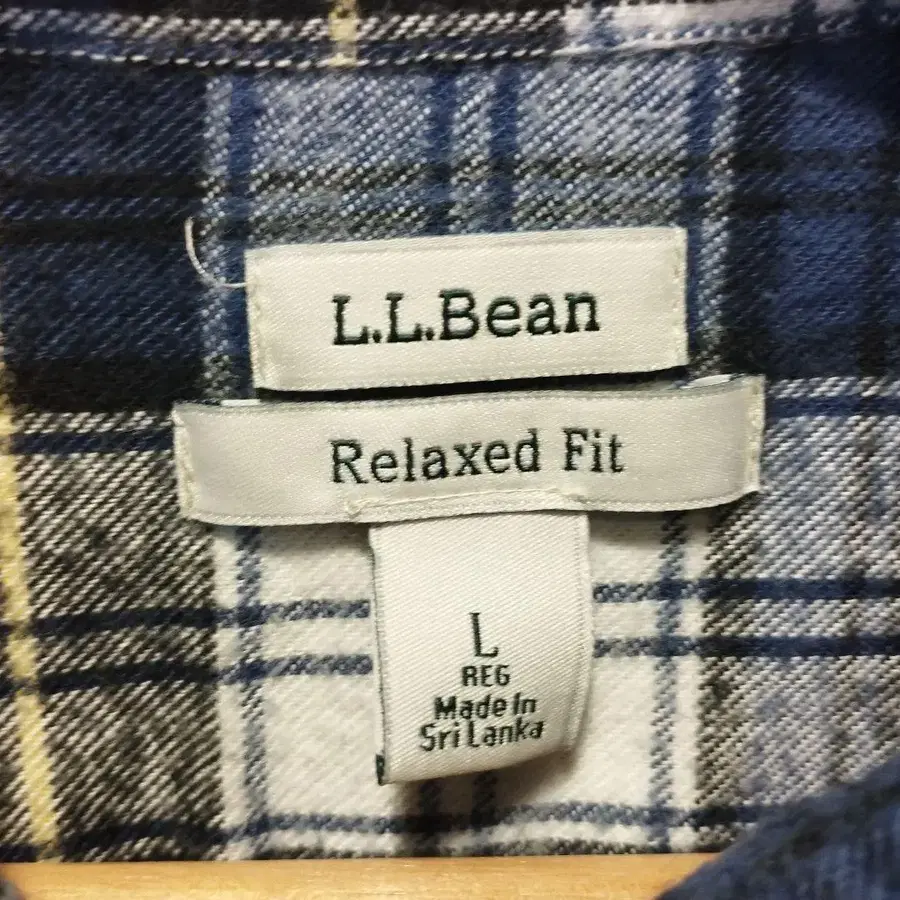 L.L.Bean
Relaxed Fit
L
REG
Made In
Sri Lanka